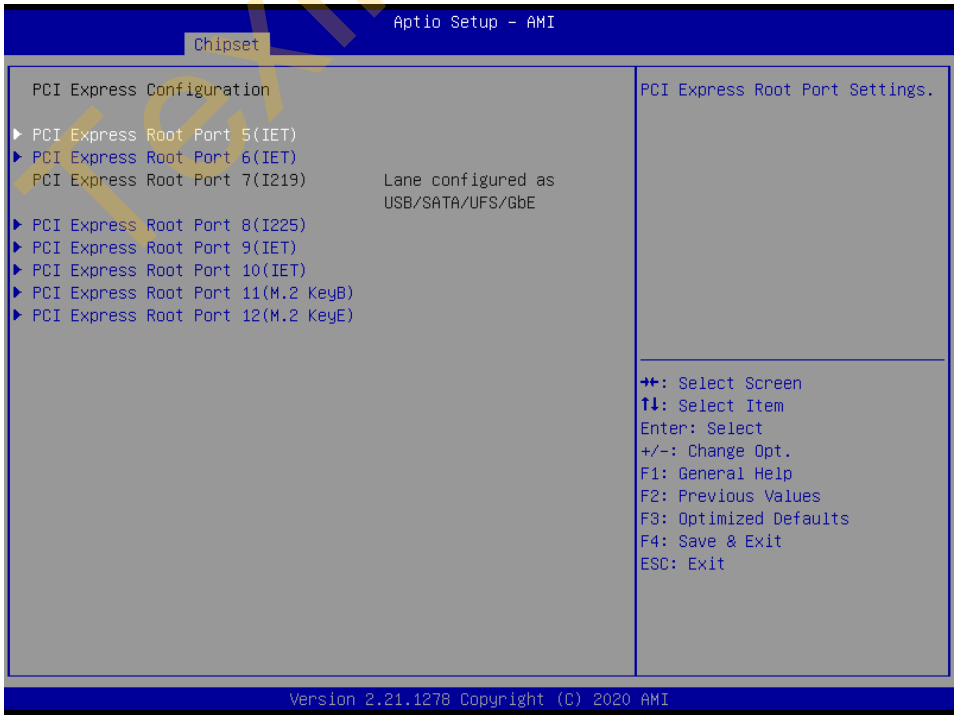 Aptio Setup – AMI
Chipset
PCI Express Configuration
PCI Express Root Port 5(IET)
PCI Express Root Port 6(IET)
PCI Express Root Port 7(I219) Lane configured as
USB/SATA/UFS/GbE
PCI Express Root Port 8(I225)
PCI Express Root Port 9(IET)
PCI Express Root Port 10(IET)
PCI Express Root Port 11(M.2 KeyB)
PCI Express Root Port 12(M.2 KeyE)
PCI Express Root Port Settings.
→←: Select Screen
↑↓: Select Item
Enter: Select
+/-: Change Opt.
F1: General Help
F2: Previous Values
F3: Optimized Defaults
F4: Save & Exit
ESC: Exit
Version 2.21.1278 Copyright (C) 2020 AMI